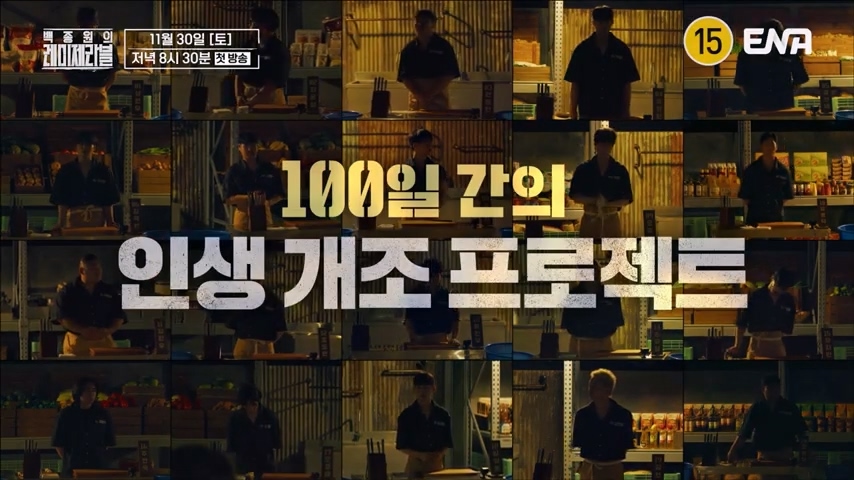 백종원의
레미제라블
11월 30일 [토]
저녁 8시 30분 첫 방송
15
ENA
100일 간의
인생 개조 프로젝트